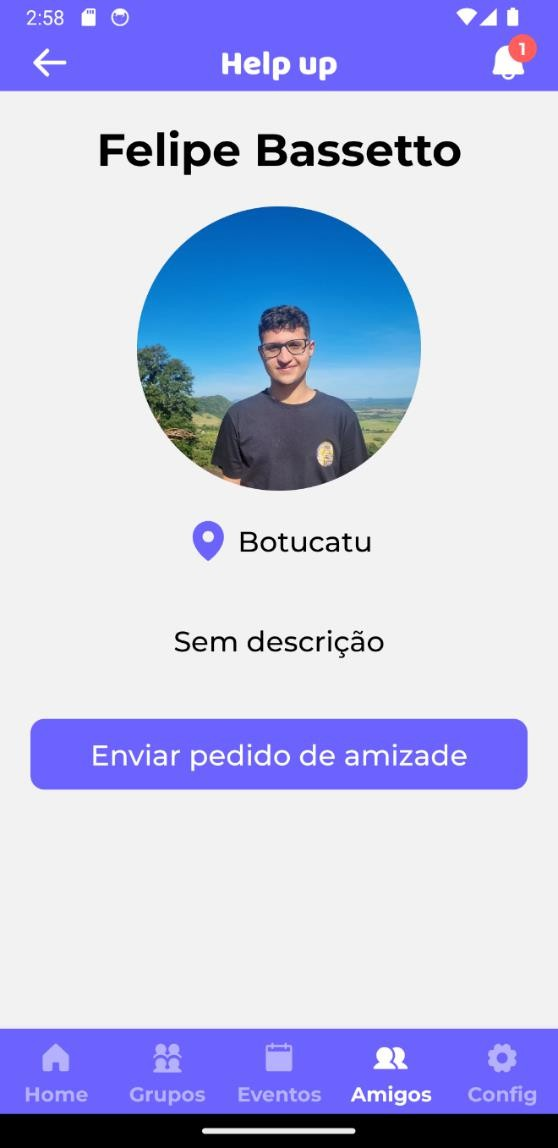 2:58
Help up
1
Felipe Bassetto
Botucatu
Sem descrição
Enviar pedido de amizade
Home Grupos Eventos Amigos Config